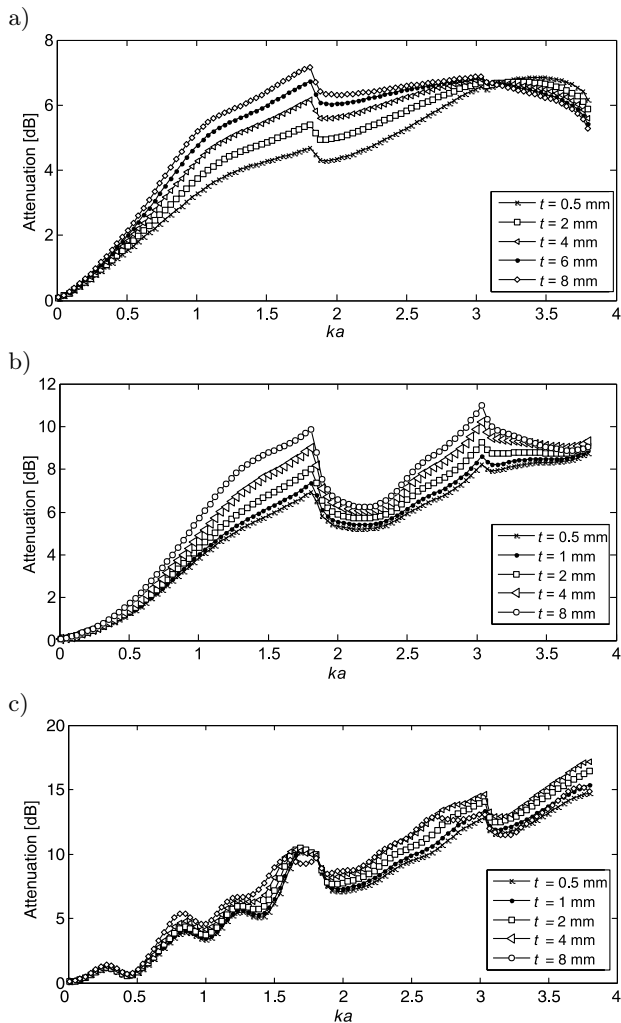 a)
8
6
4
2
0
Attenuation [dB]
t = 0.5 mm
t = 2 mm
t = 4 mm
t = 6 mm
t = 8 mm
0 0.5 1 1.5 2 2.5 3 3.5 4
ka
b)
12
10
8
6
4
2
0
Attenuation [dB]
t = 0.5 mm
t = 1 mm
t = 2 mm
t = 4 mm
t = 8 mm
0 0.5 1 1.5 2 2.5 3 3.5 4
ka
c)
20
15
10
5
0
Attenuation [dB]
t = 0.5 mm
t = 1 mm
t = 2 mm
t = 4 mm
t = 8 mm
0 0.5 1 1.5 2 2.5 3 3.5 4
ka